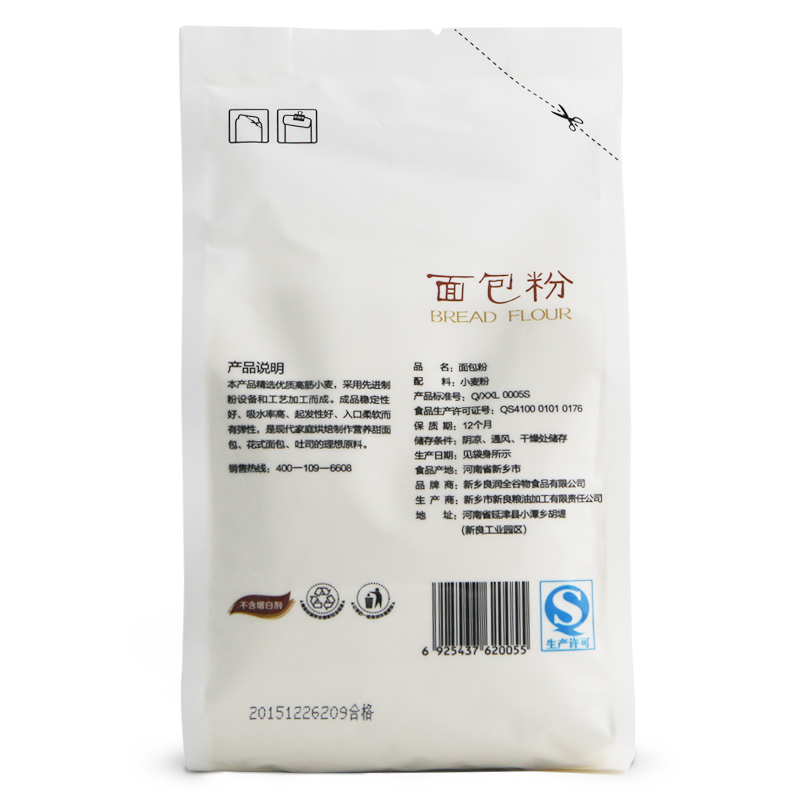 面包粉
BREAD FLOUR
产品说明
本产品精选优质高筋小麦，采用先进制
粉设备和工艺加工而成。成品稳定性
好、吸水率高、起发性好、入口柔软而
有弹性，是现代家庭烘焙制作营养甜面
包、花式面包、吐司的理想原料。
销售热线：400—109—6608
品 名：面包粉
配 料：小麦粉
产品标准号：Q/XXL 0005S
食品生产许可证号：QS4100 0101 0176
保 质 期：12个月
储存条件：阴凉、通风、干燥处储存
生产日期：见袋身所示
食品产地：河南省新乡市
品 牌 商：新乡良润全谷物食品有限公司
生 产 商：新乡市新良粮油加工有限责任公司
地 址：河南省延津县小潭乡胡堤
（新良工业园区）
不含增白剂
6 925437 620055
生产许可
20151226209合格